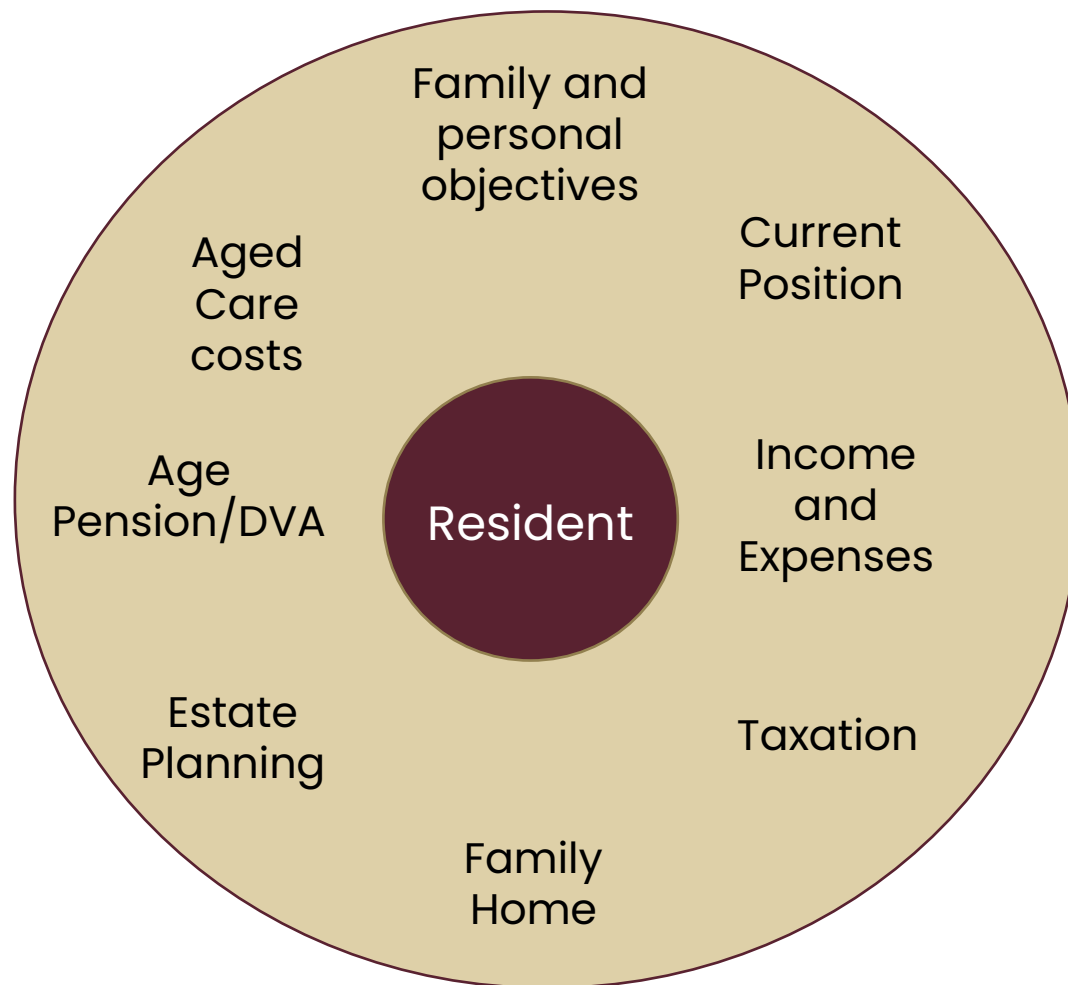 Family and
personal
objectives
Current
Position
Aged
Care
costs
Income
and
Expenses
Age
Pension/DVA
Resident
Estate
Planning
Taxation
Family
Home